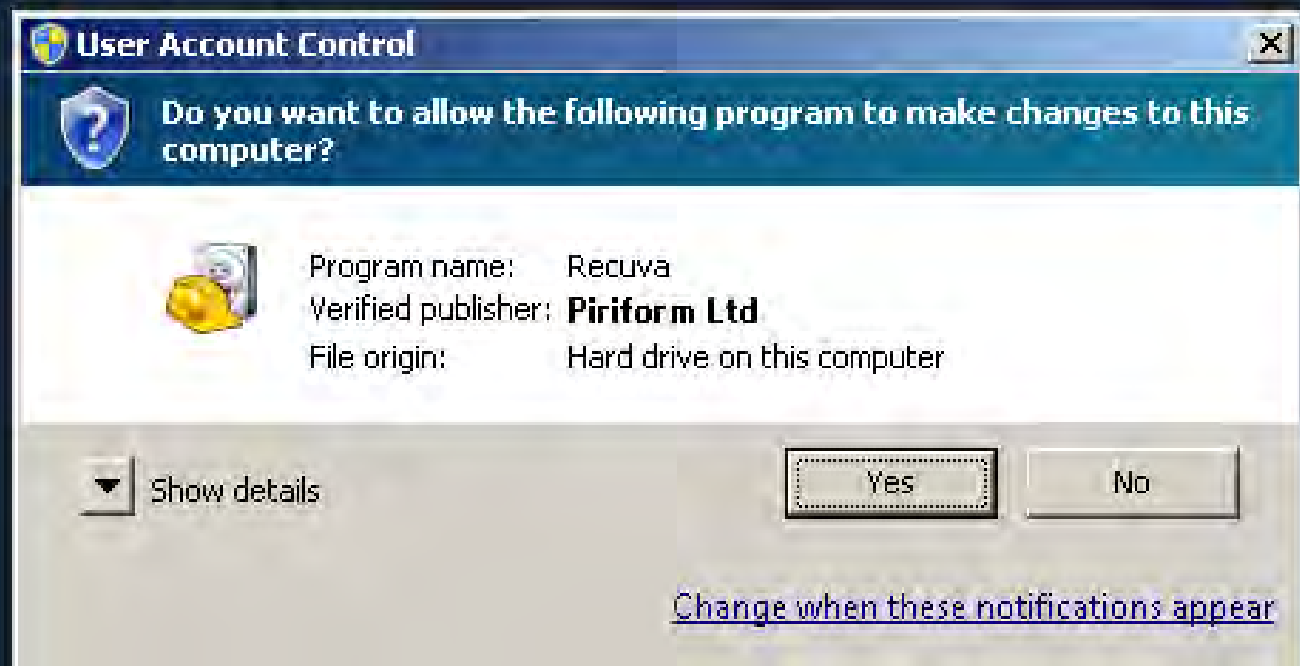 User Account Control
Do you want to allow the following program to make changes to this
computer?
Program name: Recuva
Verified publisher: Piriform Ltd
File origin: Hard drive on this computer
Show details
Yes No
Change when these notifications appear